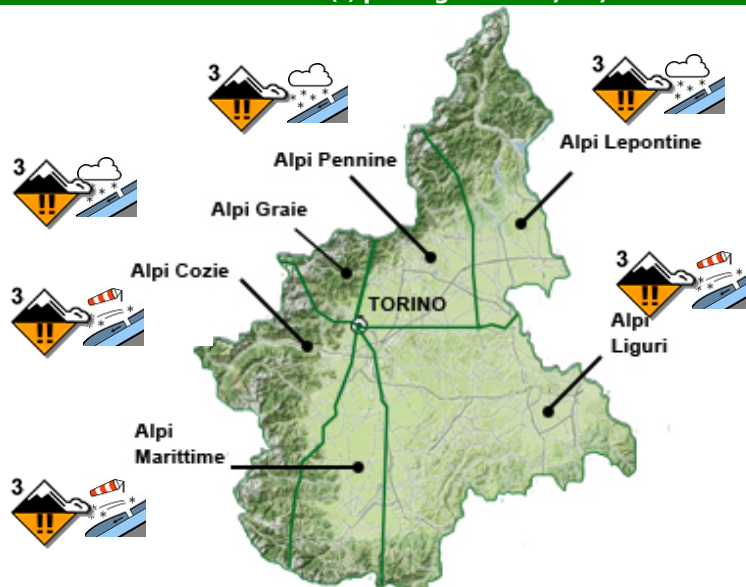 3
3
Alpi Lepontine
Alpi Pennine
3
Alpi Graie
3
Alpi Cozie
3
TORINO
Alpi
Liguri
Alpi
Marittime
3